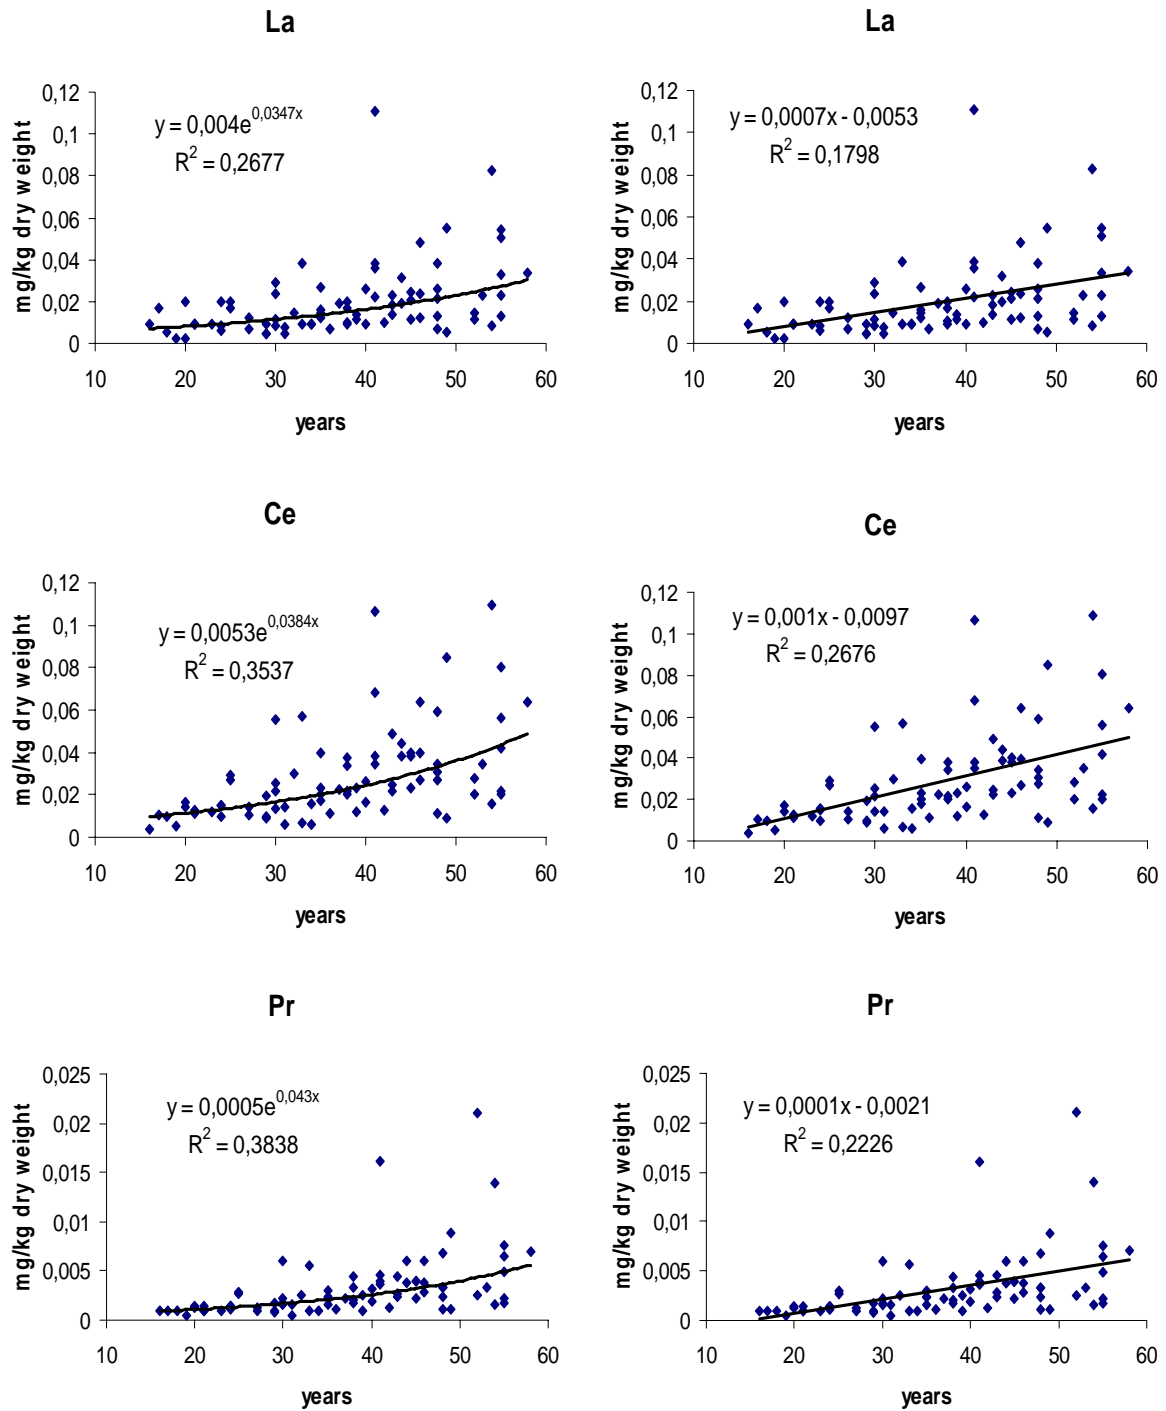 La
mg/kg dry weight
0,12
0,1
0,08
0,06
0,04
0,02
0
y = 0,004e^0,0347x
R^2 = 0,2677
10 20 30 40 50 60
years
La
mg/kg dry weight
0,12
0,1
0,08
0,06
0,04
0,02
0
y = 0,0007x - 0,0053
R^2 = 0,1798
10 20 30 40 50 60
years
Ce
mg/kg dry weight
0,12
0,1
0,08
0,06
0,04
0,02
0
y = 0,0053e^0,0384x
R^2 = 0,3537
10 20 30 40 50 60
years
Ce
mg/kg dry weight
0,12
0,1
0,08
0,06
0,04
0,02
0
y = 0,001x - 0,0097
R^2 = 0,2676
10 20 30 40 50 60
years
Pr
mg/kg dry weight
0,025
0,02
0,015
0,01
0,005
0
y = 0,0005e^0,043x
R^2 = 0,3838
10 20 30 40 50 60
years
Pr
mg/kg dry weight
0,025
0,02
0,015
0,01
0,005
0
y = 0,0001x - 0,0021
R^2 = 0,2226
10 20 30 40 50 60
years